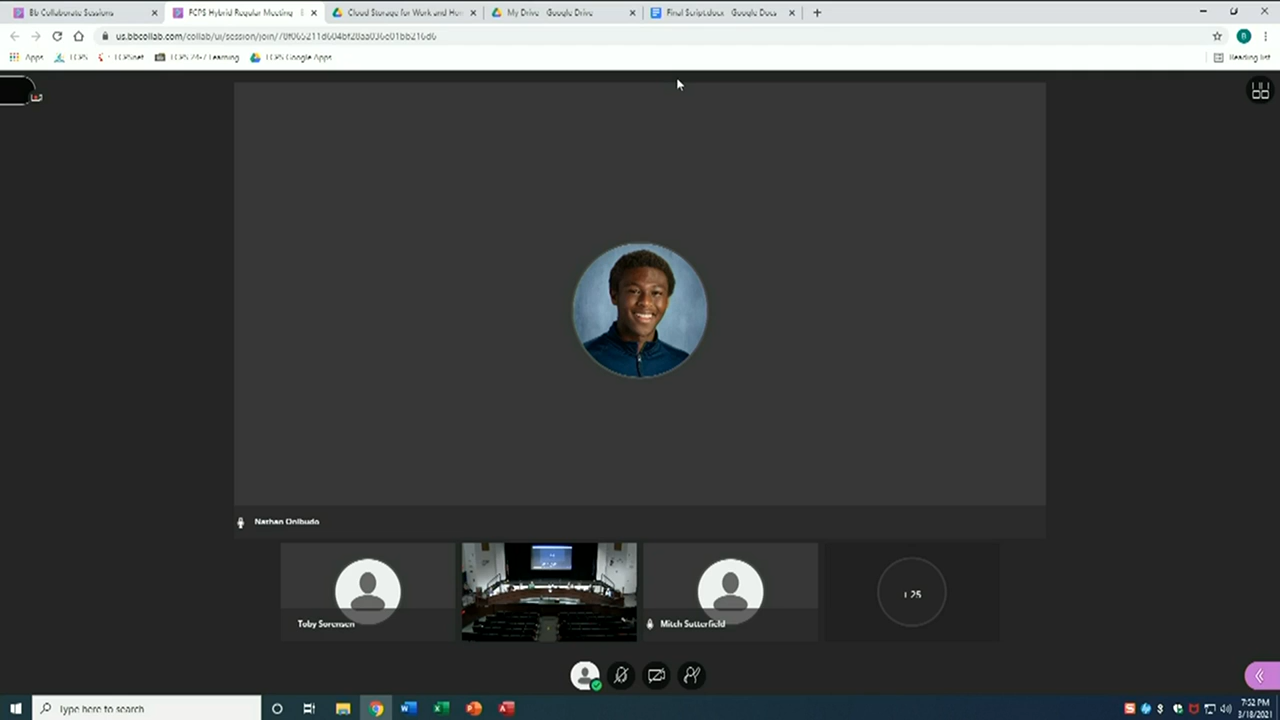 Bb Collaborate Sessions
FCPS Hybrid Regular Meeting
Cloud Storage for Work and Hom
My Drive - Google Drive
Final Script.docx - Google Docs
Apps
FCPS
FCPSnet
FCPS 24-7 Learning
FCPS Google Apps
Reading list
Nathan Onibudo
Toby Sorensen
Mitch Sutterfield
+25
Type here to search
7:52 PM
3/18/2021